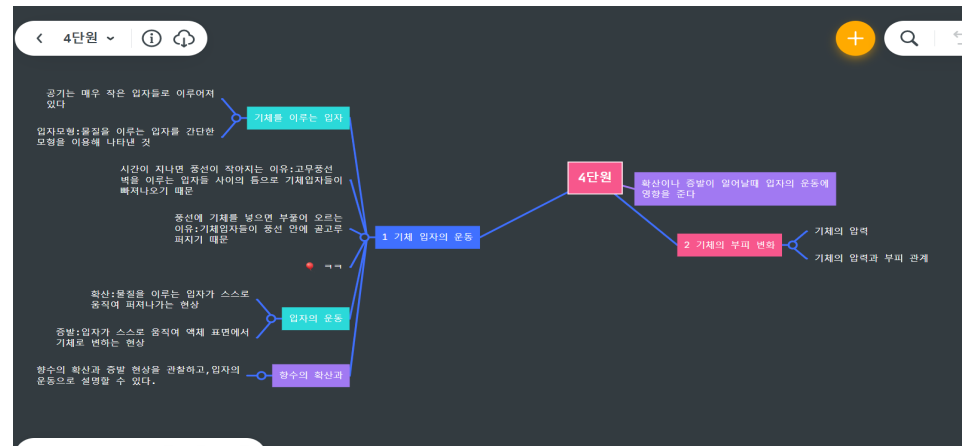 4단원
공기는 매우 작은 입자들로 이루어져
있다
기체를 이루는 입자
입자모형:물질을 이루는 입자를 간단한
모형을 이용해 나타낸 것
시간이 지나면 풍선이 작아지는 이유:고무풍선
벽을 이루는 입자들 사이의 틈으로 기체입자들이
빠져나오기 때문
풍선에 기체를 넣으면 부풀어 오르는
이유:기체입자들이 풍선 안에 골고루
퍼지기 때문
1 기체 입자의 운동
ㅋㅋ
확산:물질을 이루는 입자가 스스로
움직여 퍼져나가는 현상
입자의 운동
증발:입자가 스스로 움직여 액체 표면에서
기체로 변하는 현상
향수의 확산과 증발 현상을 관찰하고,입자의
운동으로 설명할 수 있다.
향수의 확산과
4단원
확산이나 증발이 일어날때 입자의 운동에
영향을 준다
2 기체의 부피 변화
기체의 압력
기체의 압력과 부피 관계